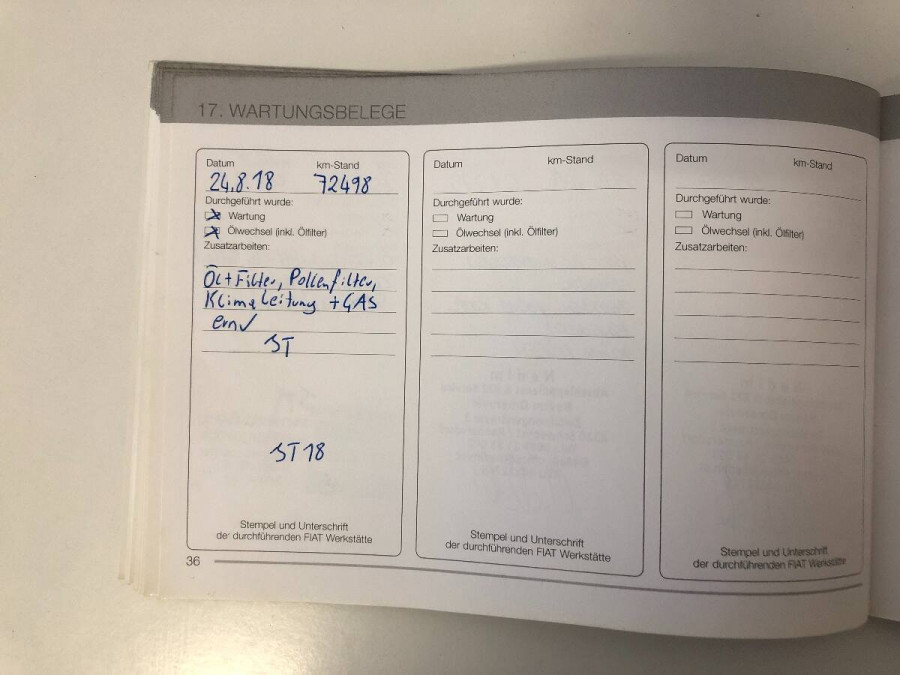 17. WARTUNGSBELEGE
Datum km-Stand
24.8.18 72498
Durchgeführt wurde:
Wartung
Ölwechsel (inkl. Ölfilter)
Zusatzarbeiten:
Öl+Filter, Pollenfilter,
Klimaleitung + GAS
ern✓
ST
ST 18
Stempel und Unterschrift
der durchführenden FIAT Werkstätte
Datum km-Stand
Durchgeführt wurde:
Wartung
Ölwechsel (inkl. Ölfilter)
Zusatzarbeiten:
Stempel und Unterschrift
der durchführenden FIAT Werkstätte
Datum km-Stand
Durchgeführt wurde:
Wartung
Ölwechsel (inkl. Ölfilter)
Zusatzarbeiten:
Stempel und Unterschrift
der durchführenden FIAT Werkstätte
36